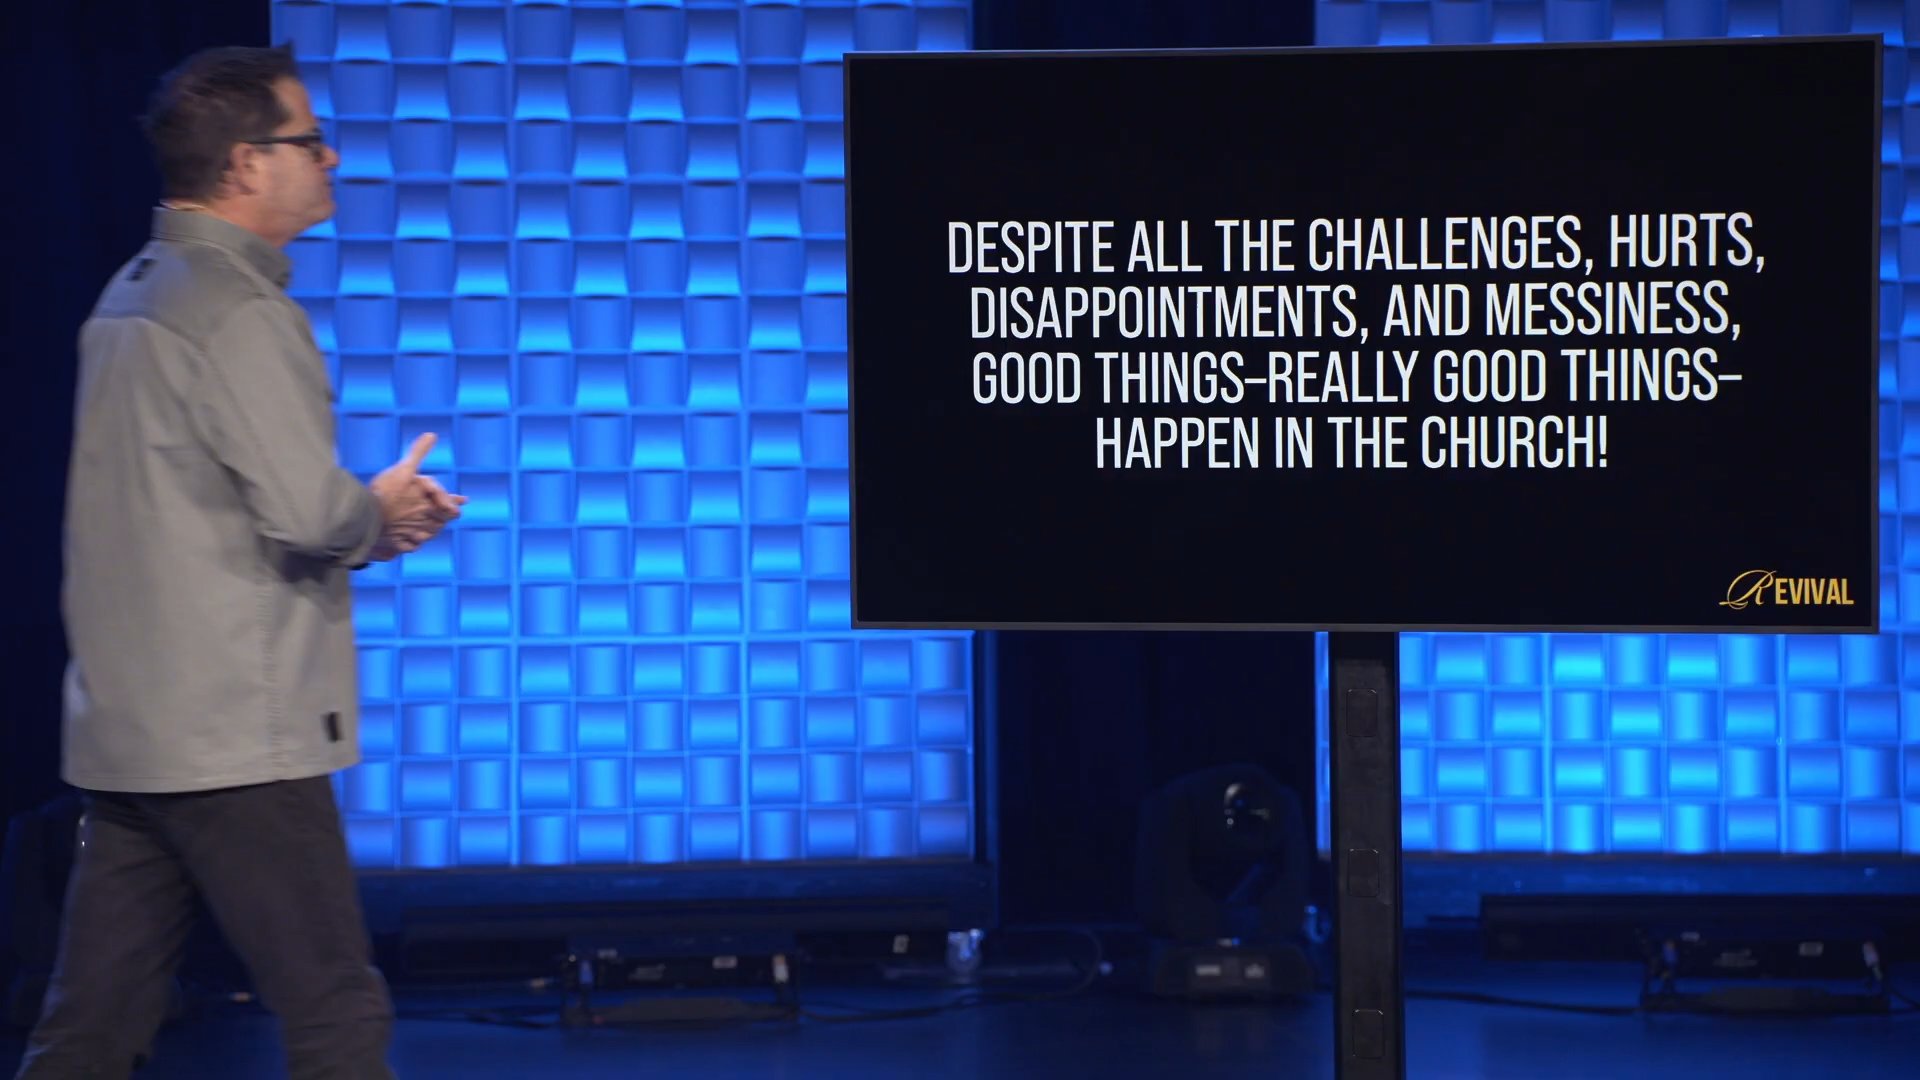 DESPITE ALL THE CHALLENGES, HURTS,
DISAPPOINTMENTS, AND MESSINESS,
GOOD THINGS–REALLY GOOD THINGS–
HAPPEN IN THE CHURCH!
REVIVAL